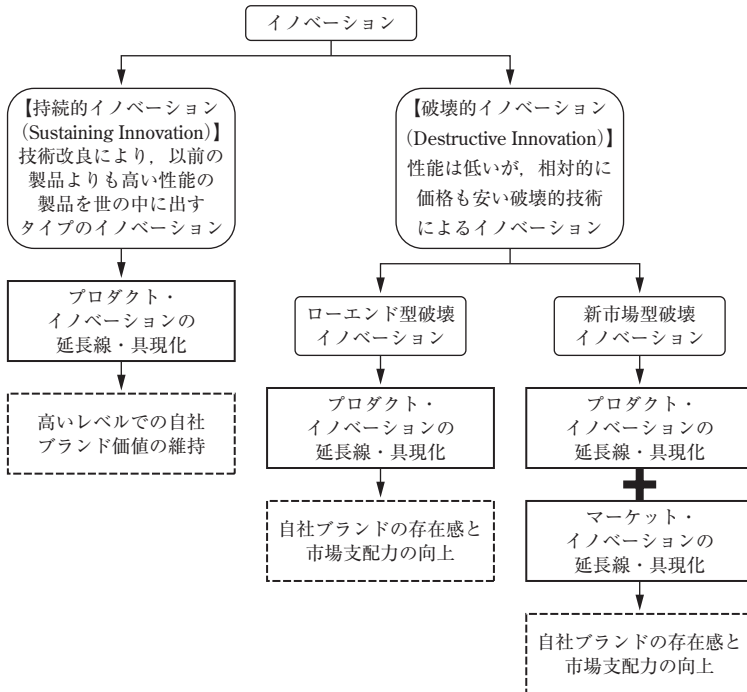 イノベーション
【持続的イノベーション
(Sustaining Innovation)】
技術改良により，以前の
製品よりも高い性能の
製品を世の中に出す
タイプのイノベーション
【破壊的イノベーション
(Destructive Innovation)】
性能は低いが，相対的に
価格も安い破壊的技術
によるイノベーション
プロダクト・
イノベーションの
延長線・具現化
高いレベルでの自社
ブランド価値の維持
ローエンド型破壊
イノベーション
プロダクト・
イノベーションの
延長線・具現化
自社ブランドの存在感と
市場支配力の向上
新市場型破壊
イノベーション
プロダクト・
イノベーションの
延長線・具現化
マーケット・
イノベーションの
延長線・具現化
自社ブランドの存在感と
市場支配力の向上